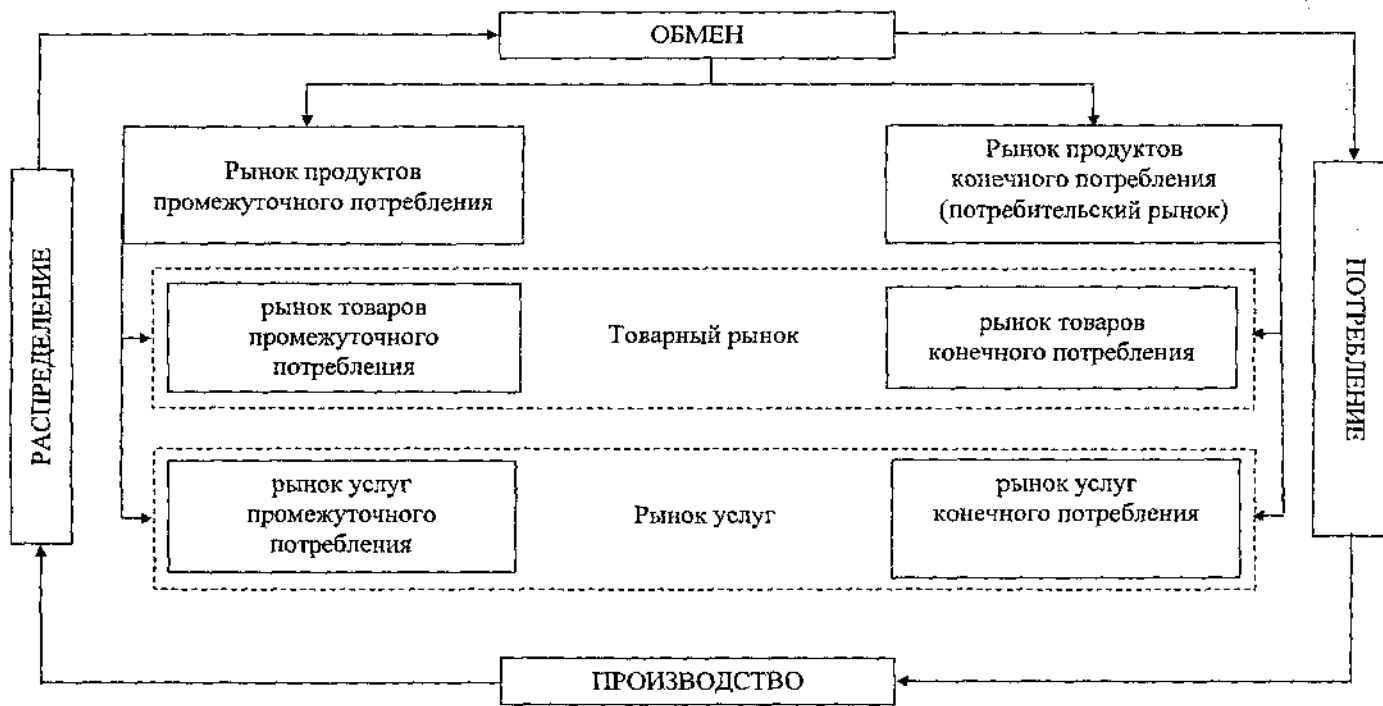 ОБМЕН
Рынок продуктов
промежуточного потребления
Рынок продуктов
конечного потребления
(потребительский рынок)
РАСПРЕДЕЛЕНИЕ
ПОТРЕБЛЕНИЕ
рынок товаров
промежуточного
потребления
Товарный рынок
рынок товаров
конечного потребления
рынок услуг
промежуточного
потребления
Рынок услуг
рынок услуг
конечного потребления
ПРОИЗВОДСТВО